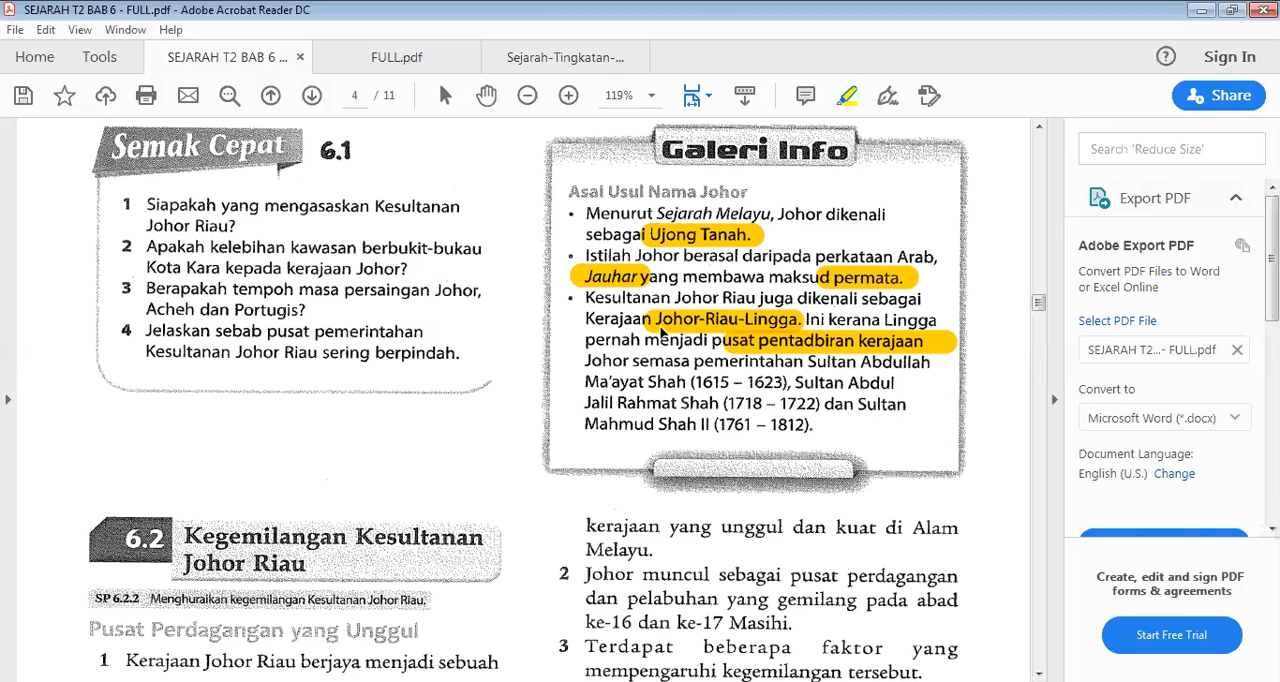 SEJARAH T2 BAB 6 - FULL.pdf - Adobe Acrobat Reader DC
File Edit View Window Help
Home Tools SEJARAH T2 BAB 6 ... × FULL.pdf Sejarah-Tingkatan-... Sign In
4 / 11 119% Share
Semak Cepat 6.1
1 Siapakah yang mengasaskan Kesultanan
Johor Riau?
2 Apakah kelebihan kawasan berbukit-bukau
Kota Kara kepada kerajaan Johor?
3 Berapakah tempoh masa persaingan Johor,
Acheh dan Portugis?
4 Jelaskan sebab pusat pemerintahan
Kesultanan Johor Riau sering berpindah.
Galeri Info
Asal Usul Nama Johor
• Menurut Sejarah Melayu, Johor dikenali
sebagai Ujong Tanah.
• Istilah Johor berasal daripada perkataan Arab,
Jauhar yang membawa maksud permata.
• Kesultanan Johor Riau juga dikenali sebagai
Kerajaan Johor-Riau-Lingga. Ini kerana Lingga
pernah menjadi pusat pentadbiran kerajaan
Johor semasa pemerintahan Sultan Abdullah
Ma'ayat Shah (1615 – 1623), Sultan Abdul
Jalil Rahmat Shah (1718 – 1722) dan Sultan
Mahmud Shah II (1761 – 1812).
6.2 Kegemilangan Kesultanan
Johor Riau
SP 6.2.2 Menghuraikan kegemilangan Kesultanan Johor Riau.
Pusat Perdagangan yang Unggul
1 Kerajaan Johor Riau berjaya menjadi sebuah
kerajaan yang unggul dan kuat di Alam
Melayu.
2 Johor muncul sebagai pusat perdagangan
dan pelabuhan yang gemilang pada abad
ke-16 dan ke-17 Masihi.
3 Terdapat beberapa faktor yang
mempengaruhi kegemilangan tersebut.
Search 'Reduce Size'
Export PDF
Adobe Export PDF
Convert PDF Files to Word
or Excel Online
Select PDF File
SEJARAH T2...- FULL.pdf
Convert to
Microsoft Word (*.docx)
Document Language:
English (U.S.) Change
Create, edit and sign PDF
forms & agreements
Start Free Trial